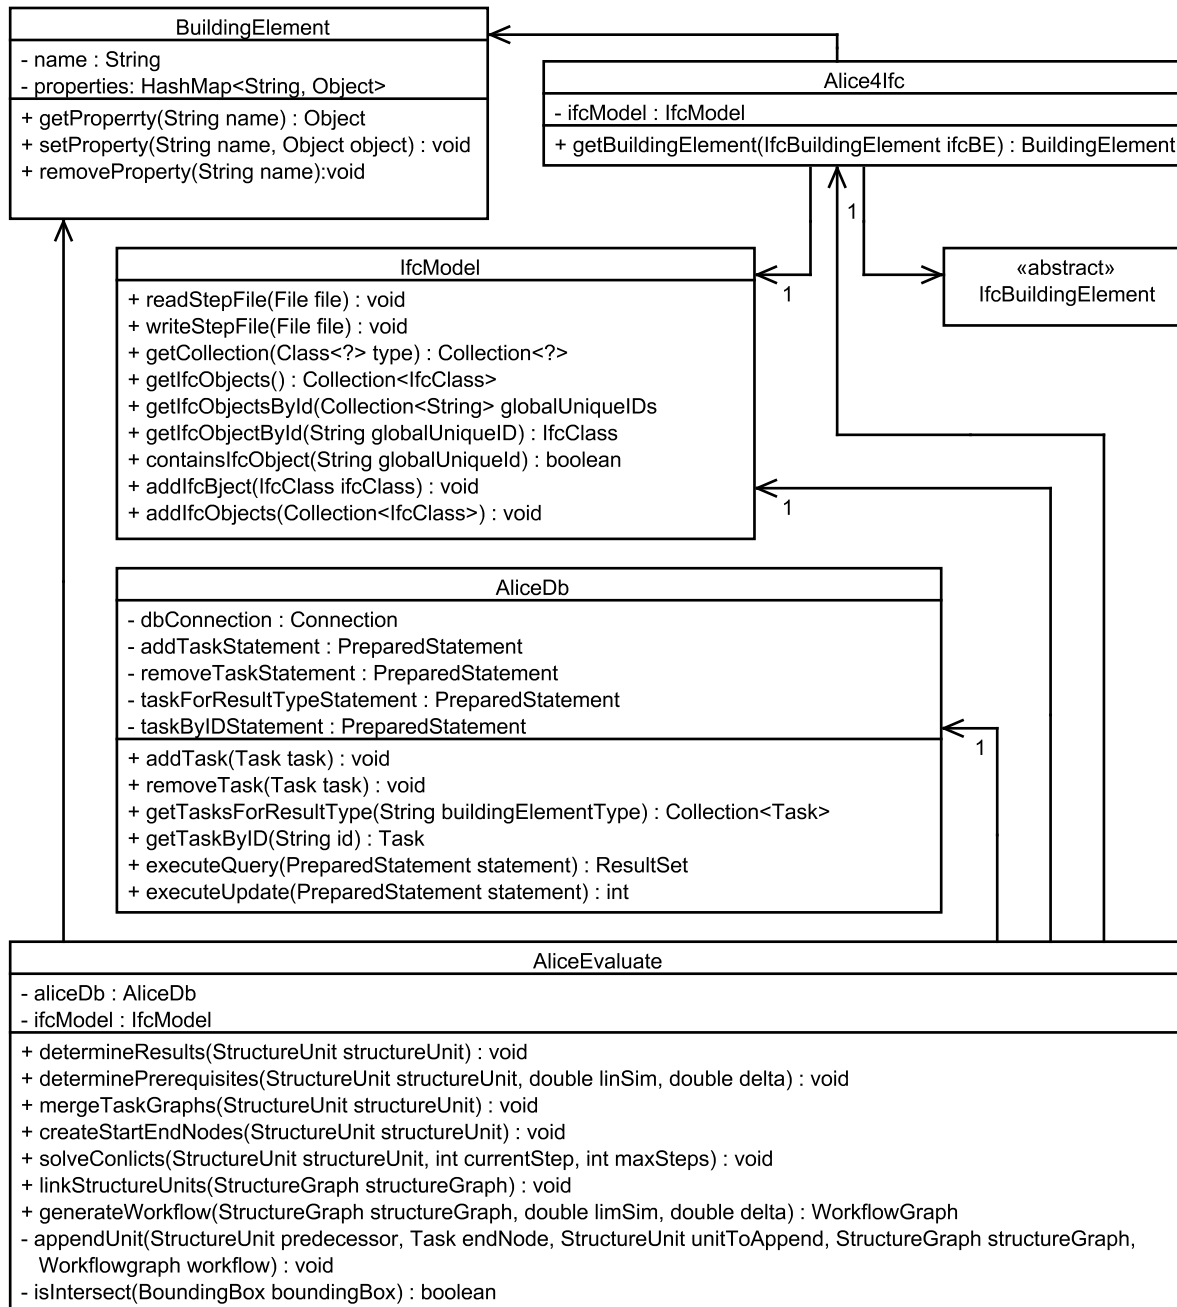 BuildingElement
- name : String
- properties: HashMap<String, Object>
+ getProperrty(String name) : Object
+ setProperty(String name, Object object) : void
+ removeProperty(String name):void
Alice4Ifc
- ifcModel : IfcModel
+ getBuildingElement(IfcBuildingElement ifcBE) : BuildingElement
1
«abstract»
IfcBuildingElement
IfcModel
1
+ readStepFile(File file) : void
+ writeStepFile(File file) : void
+ getCollection(Class<?> type) : Collection<?>
+ getIfcObjects() : Collection<IfcClass>
+ getIfcObjectsById(Collection<String> globalUniqueIDs
+ getIfcObjectById(String globalUniqueID) : IfcClass
+ containsIfcObject(String globalUniqueId) : boolean
+ addIfcBject(IfcClass ifcClass) : void
+ addIfcObjects(Collection<IfcClass>) : void
1
AliceDb
- dbConnection : Connection
- addTaskStatement : PreparedStatement
- removeTaskStatement : PreparedStatement
- taskForResultTypeStatement : PreparedStatement
- taskByIDStatement : PreparedStatement
1
+ addTask(Task task) : void
+ removeTask(Task task) : void
+ getTasksForResultType(String buildingElementType) : Collection<Task>
+ getTaskByID(String id) : Task
+ executeQuery(PreparedStatement statement) : ResultSet
+ executeUpdate(PreparedStatement statement) : int
AliceEvaluate
- aliceDb : AliceDb
- ifcModel : IfcModel
+ determineResults(StructureUnit structureUnit) : void
+ determinePrerequisites(StructureUnit structureUnit, double linSim, double delta) : void
+ mergeTaskGraphs(StructureUnit structureUnit) : void
+ createStartEndNodes(StructureUnit structureUnit) : void
+ solveConlicts(StructureUnit structureUnit, int currentStep, int maxSteps) : void
+ linkStructureUnits(StructureGraph structureGraph) : void
+ generateWorkflow(StructureGraph structureGraph, double limSim, double delta) : WorkflowGraph
- appendUnit(StructureUnit predecessor, Task endNode, StructureUnit unitToAppend, StructureGraph structureGraph,
Workflowgraph workflow) : void
- isIntersect(BoundingBox boundingBox) : boolean